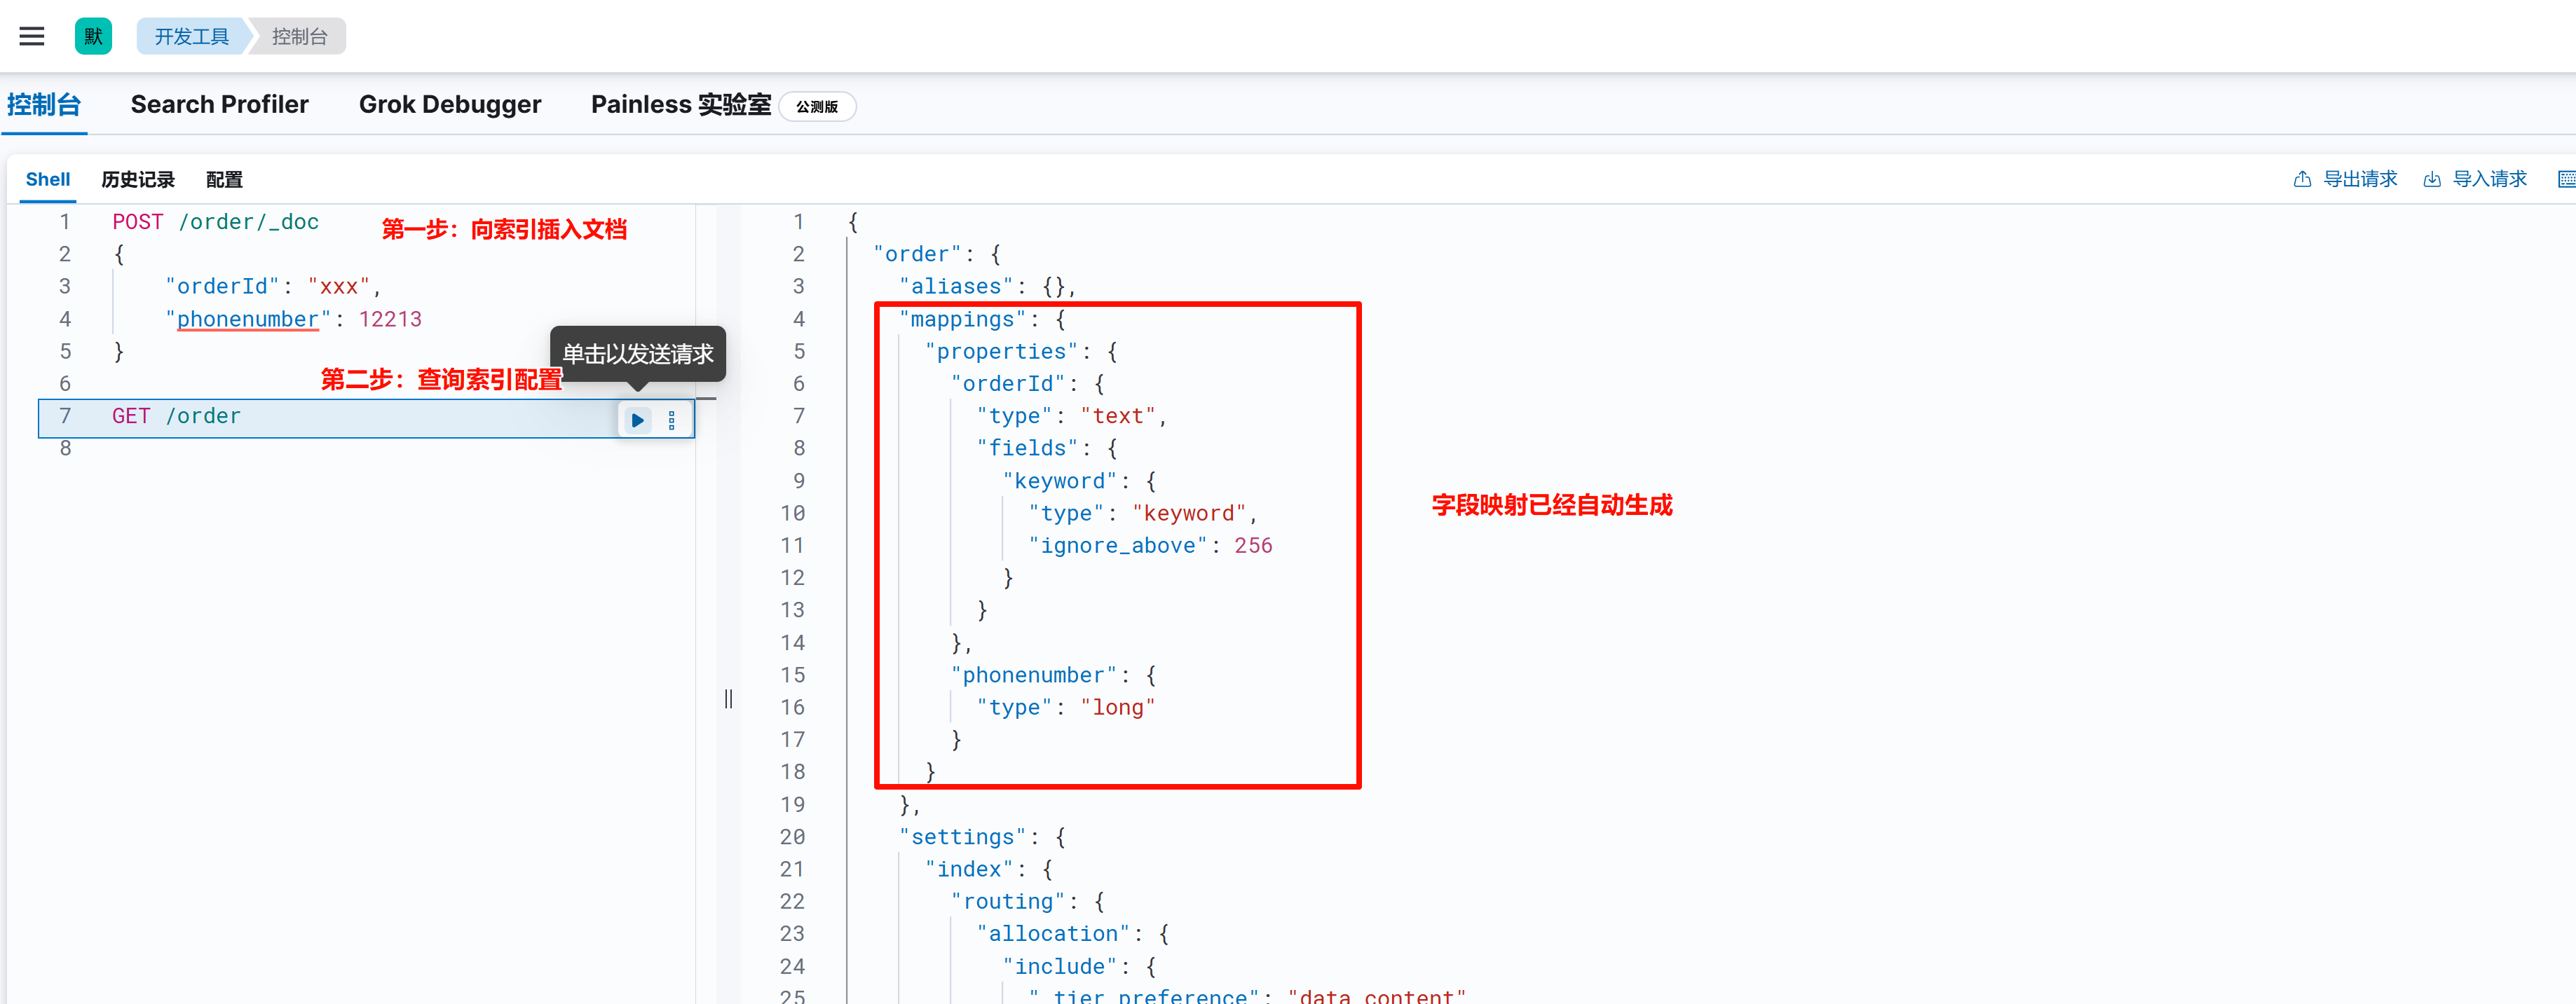 默 开发工具 控制台
控制台 Search Profiler Grok Debugger Painless 实验室 公测版
Shell 历史记录 配置 导出请求 导入请求
1 POST /order/_doc
第一步：向索引插入文档
2 {
3 "orderId": "xxx",
4 "phonenumber": 12213
5 }
单击以发送请求
6
第二步：查询索引配置
7 GET /order
8
1 {
2 "order": {
3 "aliases": {},
4 "mappings": {
5 "properties": {
6 "orderId": {
7 "type": "text",
8 "fields": {
9 "keyword": {
10 "type": "keyword",
11 "ignore_above": 256
12 }
13 }
14 },
15 "phonenumber": {
16 "type": "long"
17 }
18 }
19 },
20 "settings": {
21 "index": {
22 "routing": {
23 "allocation": {
24 "include": {
25 "_tier_preference": "data_content"
字段映射已经自动生成